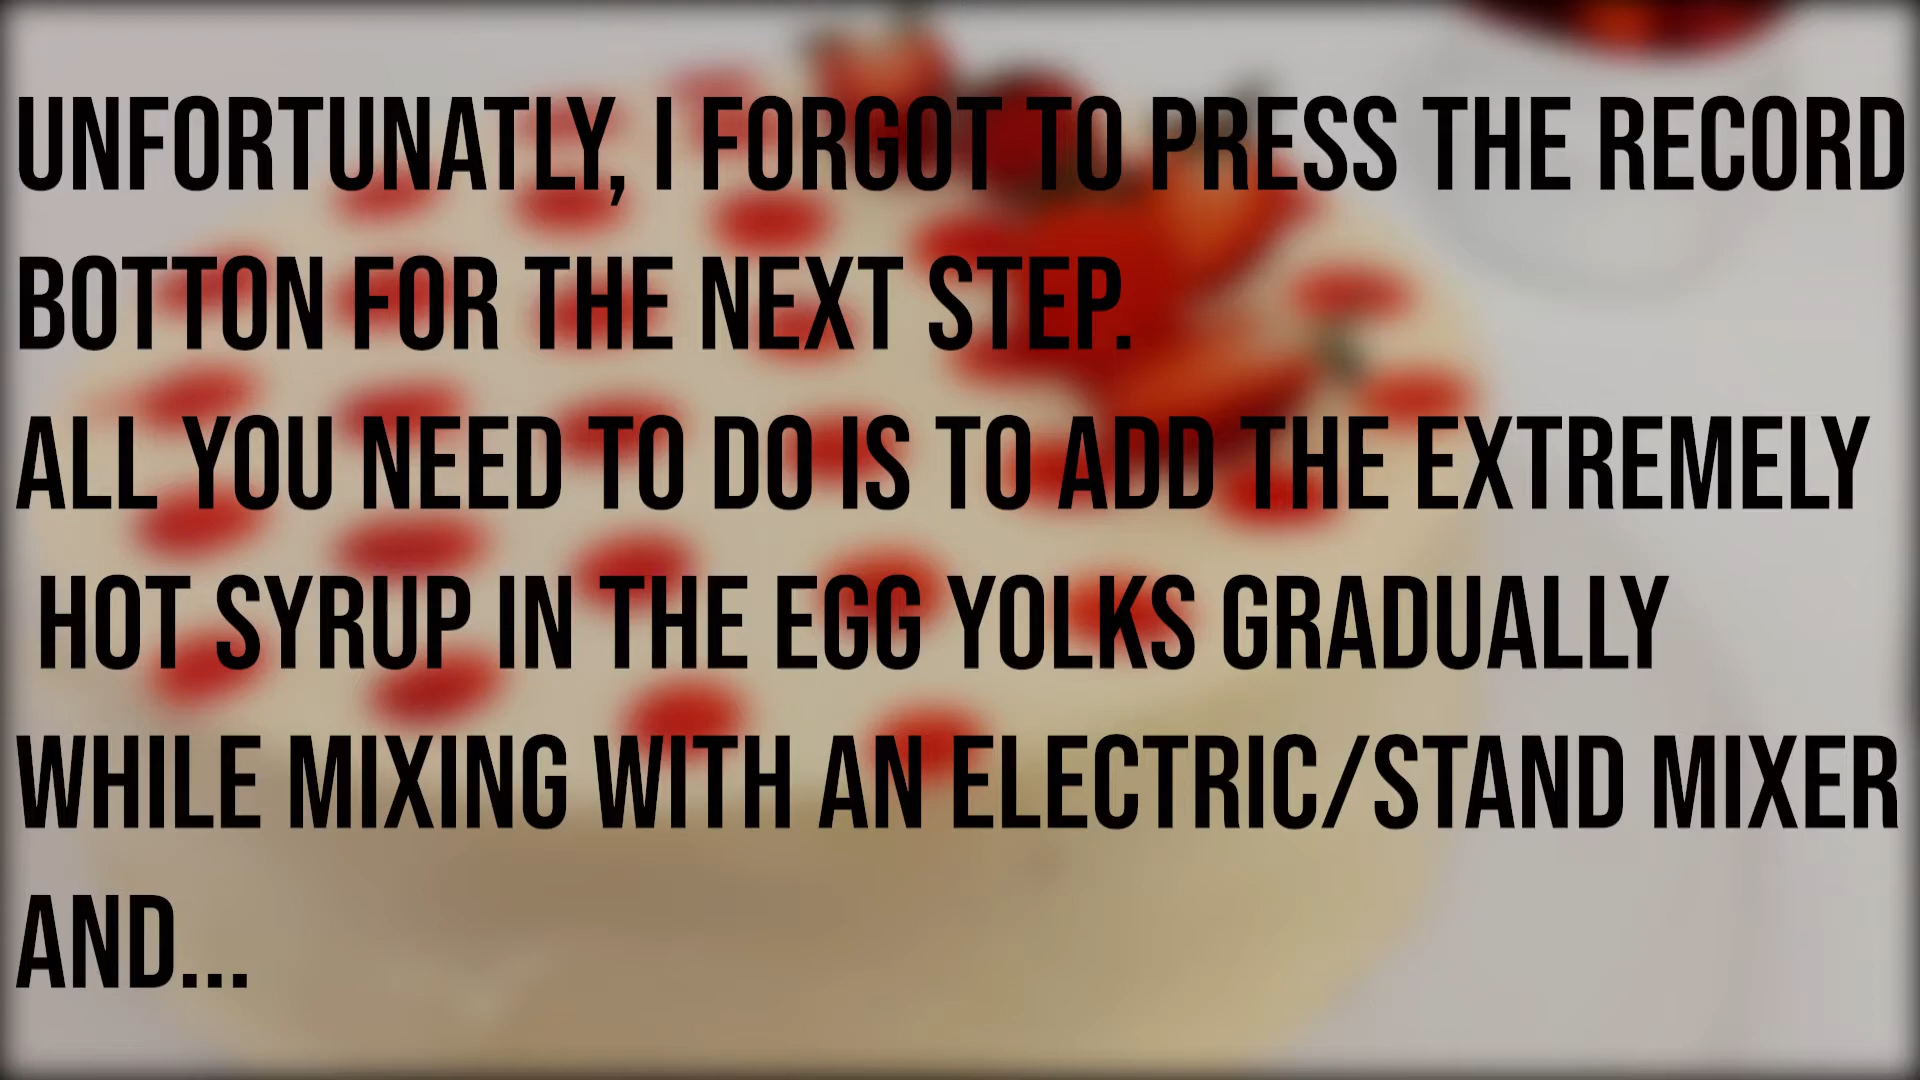 UNFORTUNATLY, I FORGOT TO PRESS THE RECORD
BOTTON FOR THE NEXT STEP.
ALL YOU NEED TO DO IS TO ADD THE EXTREMELY
HOT SYRUP IN THE EGG YOLKS GRADUALLY
WHILE MIXING WITH AN ELECTRIC/STAND MIXER
AND...